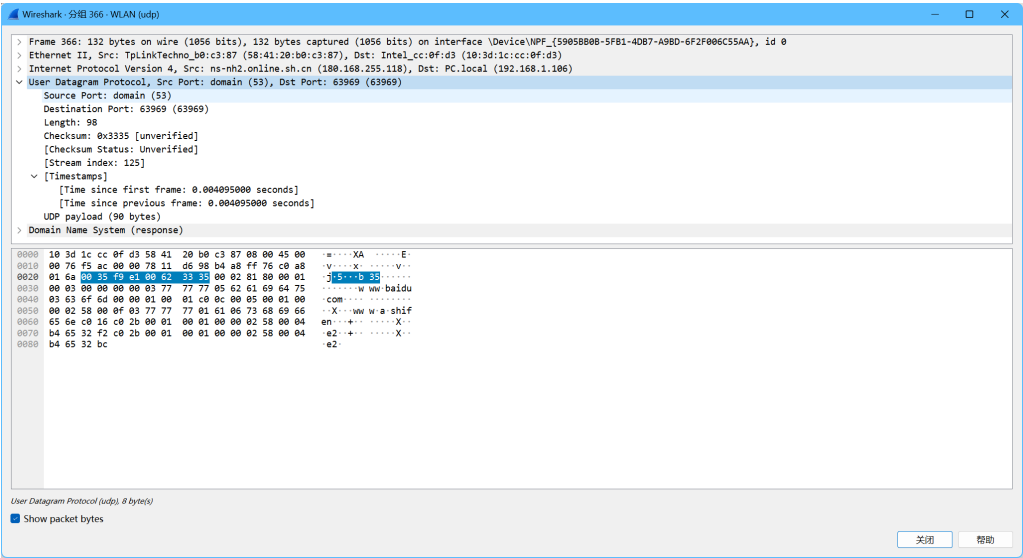 Wireshark · 分组 366 · WLAN (udp)
Frame 366: 132 bytes on wire (1056 bits), 132 bytes captured (1056 bits) on interface \Device\NPF_{5905BB0B-5FB1-4DB7-A9BD-6F2F006C55AA}, id 0
Ethernet II, Src: TpLinkTechno_b0:c3:87 (58:41:20:b0:c3:87), Dst: Intel_cc:0f:d3 (10:3d:1c:cc:0f:d3)
Internet Protocol Version 4, Src: ns-nh2.online.sh.cn (180.168.255.118), Dst: PC.local (192.168.1.106)
User Datagram Protocol, Src Port: domain (53), Dst Port: 63969 (63969)
Source Port: domain (53)
Destination Port: 63969 (63969)
Length: 98
Checksum: 0x3335 [unverified]
[Checksum Status: Unverified]
[Stream index: 125]
[Timestamps]
[Time since first frame: 0.004095000 seconds]
[Time since previous frame: 0.004095000 seconds]
UDP payload (90 bytes)
Domain Name System (response)
0000 10 3d 1c cc 0f d3 58 41 20 b0 c3 87 08 00 45 00 ·=····XA ·····E·
0010 00 76 f5 ac 00 00 78 11 d6 98 b4 a8 ff 76 c0 a8 ·v····x· ·····v··
0020 01 6a 00 35 f9 e1 00 62 33 35 00 02 81 80 00 01 ·j·5···b 35······
0030 00 03 00 00 00 00 03 77 77 77 05 62 61 69 64 75 ·······w ww·baidu
0040 03 63 6f 6d 00 00 01 00 01 c0 0c 00 05 00 01 00 ·com···· ········
0050 00 02 58 00 0f 03 77 77 77 01 61 06 73 68 69 66 ··X···ww w·a·shif
0060 65 6e c0 16 c0 2b 00 01 00 01 00 00 02 58 00 04 en···+·· ·····X··
0070 b4 65 32 f2 c0 2b 00 01 00 01 00 00 02 58 00 04 ·e2··+·· ·····X··
0080 b4 65 32 bc ·e2·
User Datagram Protocol (udp), 8 byte(s)
Show packet bytes
关闭 帮助